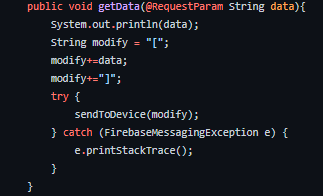 public void getData(@RequestParam String data){
System.out.println(data);
String modify = "[";
modify+=data;
modify+="]";
try {
sendToDevice(modify);
} catch (FirebaseMessagingException e) {
e.printStackTrace();
}
}